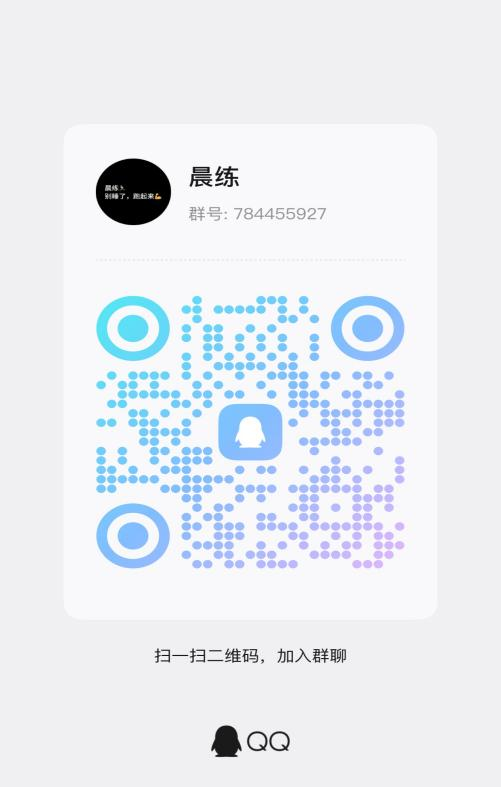 晨练🏃
别睡了，跑起来💪
晨练
群号: 784455927
扫一扫二维码，加入群聊
QQ